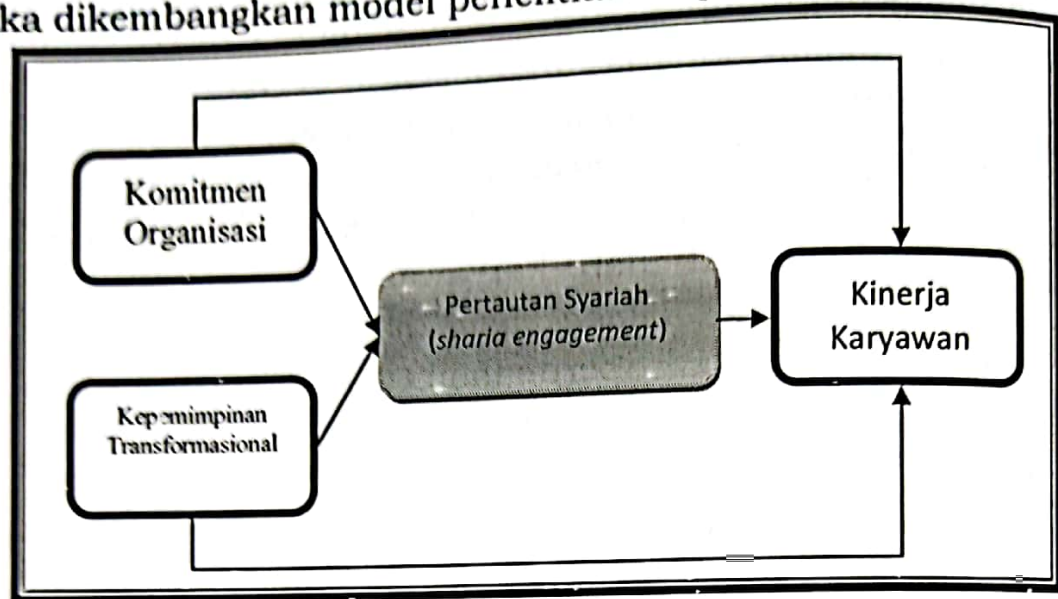 ka dikembangkan model
Komitmen
Organisasi
Pertautan Syariah
(sharia engagement)
Kinerja
Karyawan
Kepemimpinan
Transformasional